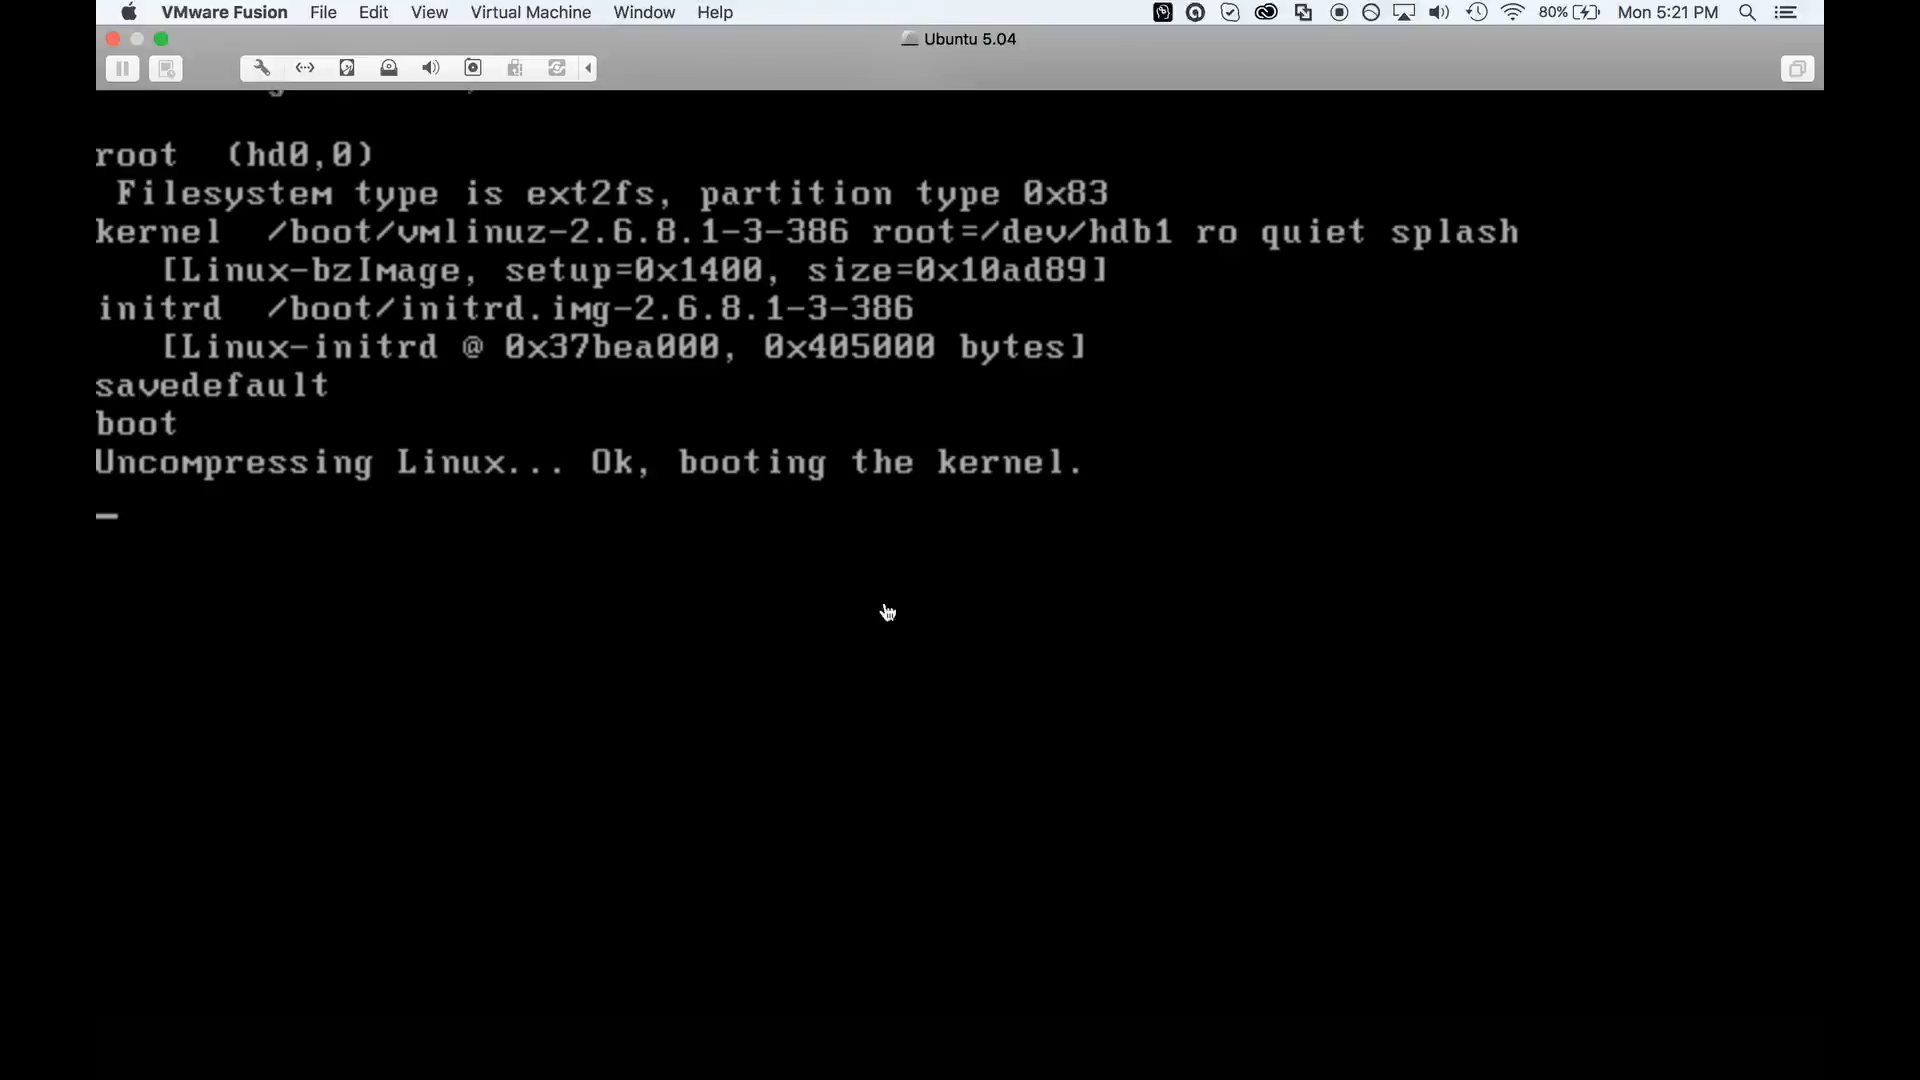 VMware Fusion File Edit View Virtual Machine Window Help 80% Mon 5:21 PM
Ubuntu 5.04
root (hd0,0)
Filesystem type is ext2fs, partition type 0x83
kernel /boot/vmlinuz-2.6.8.1-3-386 root=/dev/hdb1 ro quiet splash
[Linux-bzImage, setup=0x1400, size=0x10ad89]
initrd /boot/initrd.img-2.6.8.1-3-386
[Linux-initrd @ 0x37bea000, 0x405000 bytes]
savedefault
boot
Uncompressing Linux... Ok, booting the kernel.